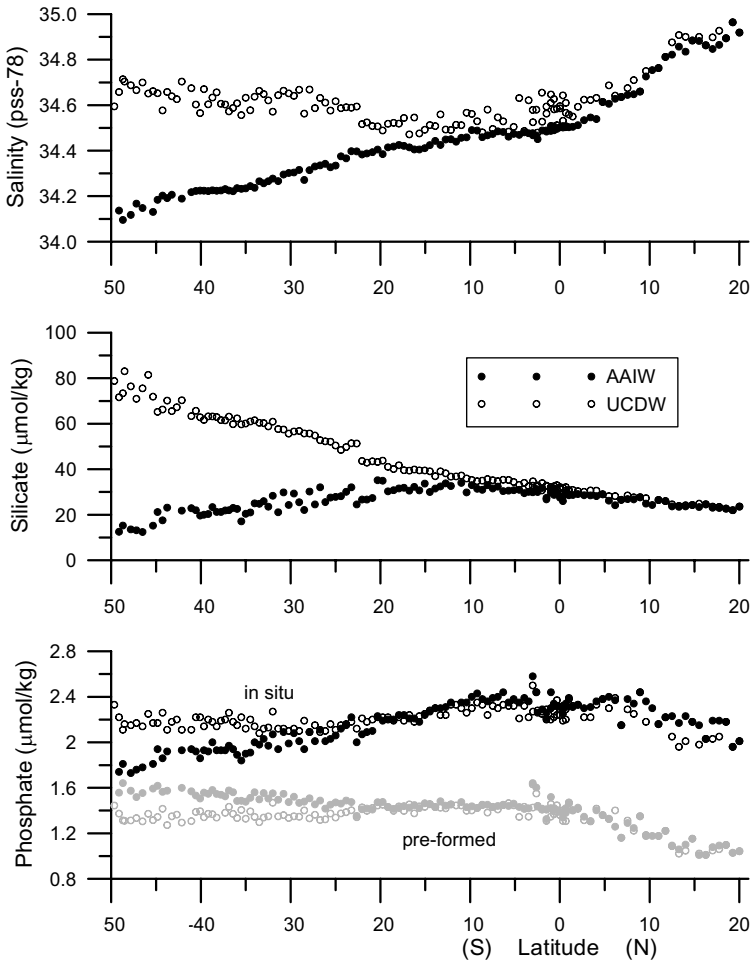 35.0
34.8
34.6
34.4
34.2
34.0
Salinity (pss-78)
50 40 30 20 10 0 10 20
100
80
60
40
20
0
Silicate (μmol/kg)
AAIW
UCDW
50 40 30 20 10 0 10 20
2.8
2.4
2
1.6
1.2
0.8
Phosphate (μmol/kg)
in situ
pre-formed
50 -40 30 20 10 0 10 20
(S) Latitude (N)